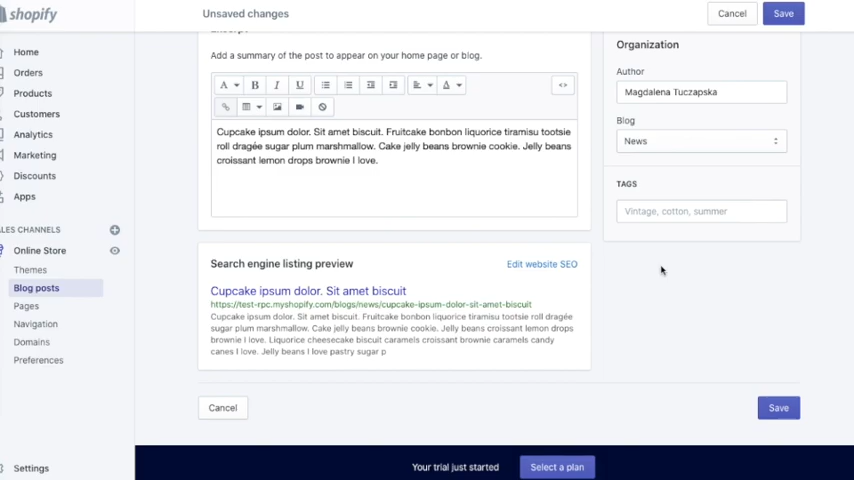 shopify
Unsaved changes
Cancel
Save
Home
Orders
Products
Customers
Analytics
Marketing
Discounts
Apps
ALES CHANNELS
Online Store
Themes
Blog posts
Pages
Navigation
Domains
Preferences
Settings
Add a summary of the post to appear on your home page or blog.
A B I U A <>
Cupcake ipsum dolor. Sit amet biscuit. Fruitcake bonbon liquorice tiramisu tootsie
roll dragée sugar plum marshmallow. Cake jelly beans brownie cookie. Jelly beans
croissant lemon drops brownie I love.
Search engine listing preview
Edit website SEO
Cupcake ipsum dolor. Sit amet biscuit
https://test-rpc.myshopify.com/blogs/news/cupcake-ipsum-dolor-sit-amet-biscuit
Cupcake ipsum dolor. Sit amet biscuit. Fruitcake bonbon liquorice tiramisu tootsie roll dragée
sugar plum marshmallow. Cake jelly beans brownie cookie. Jelly beans croissant lemon drops
brownie I love. Liquorice cheesecake biscuit caramels croissant brownie caramels candy
canes I love. Jelly beans I love pastry sugar p
Organization
Author
Magdalena Tuczapska
Blog
News
TAGS
Vintage, cotton, summer
Cancel
Save
Your trial just started
Select a plan